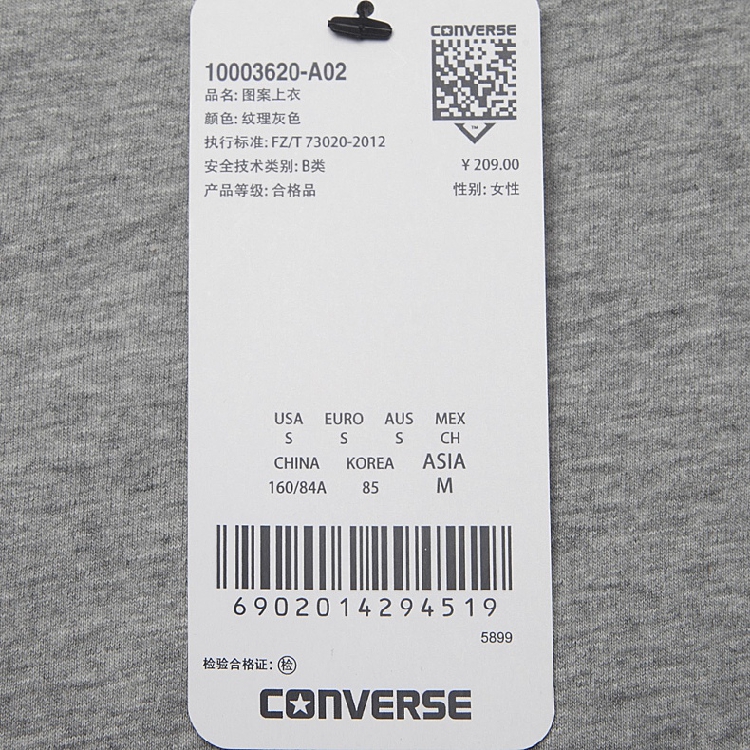 CONVERSE
10003620-A02
品名: 图案上衣
颜色: 纹理灰色
执行标准: FZ/T 73020-2012
安全技术类别: B类
¥ 209.00
产品等级: 合格品
性别: 女性
USA EURO AUS MEX
S S S CH
CHINA KOREA ASIA
160/84A 85 M
6902014294519
5899
检验合格证: 检
CONVERSE